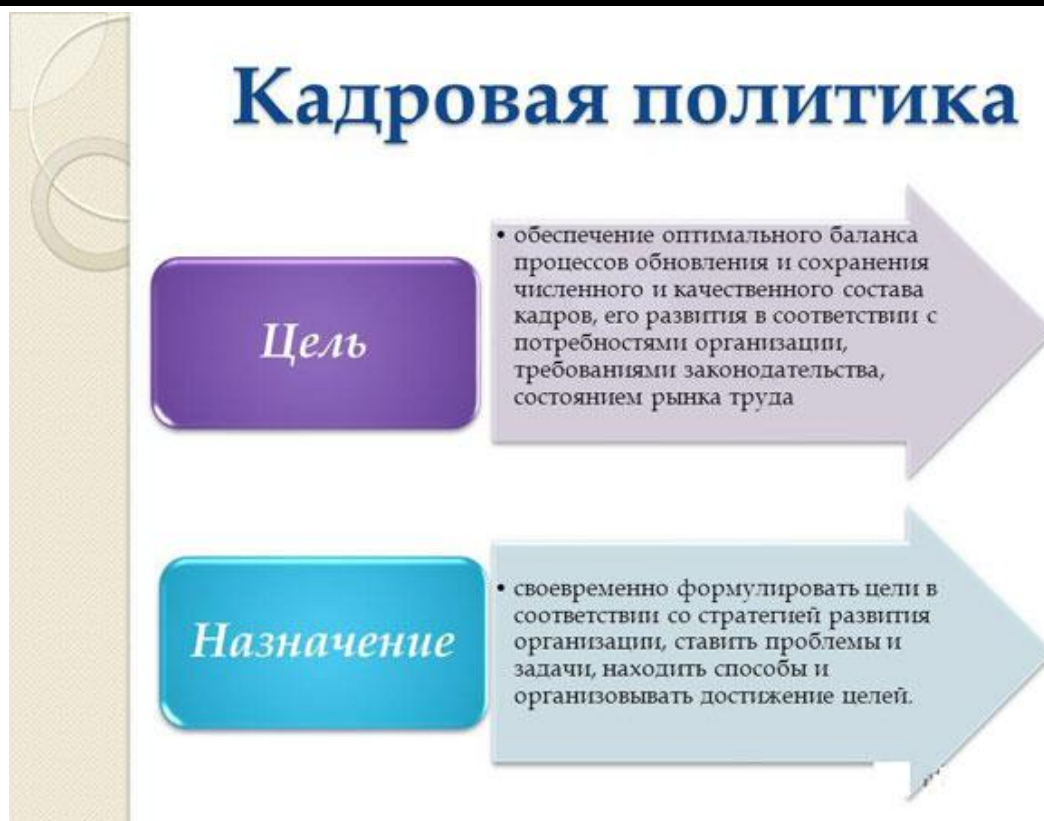 Кадровая политика
Цель
• обеспечение оптимального баланса
процессов обновления и сохранения
численного и качественного состава
кадров, его развития в соответствии с
потребностями организации,
требованиями законодательства,
состоянием рынка труда
Назначение
• своевременно формулировать цели в
соответствии со стратегией развития
организации, ставить проблемы и
задачи, находить способы и
организовывать достижение целей.